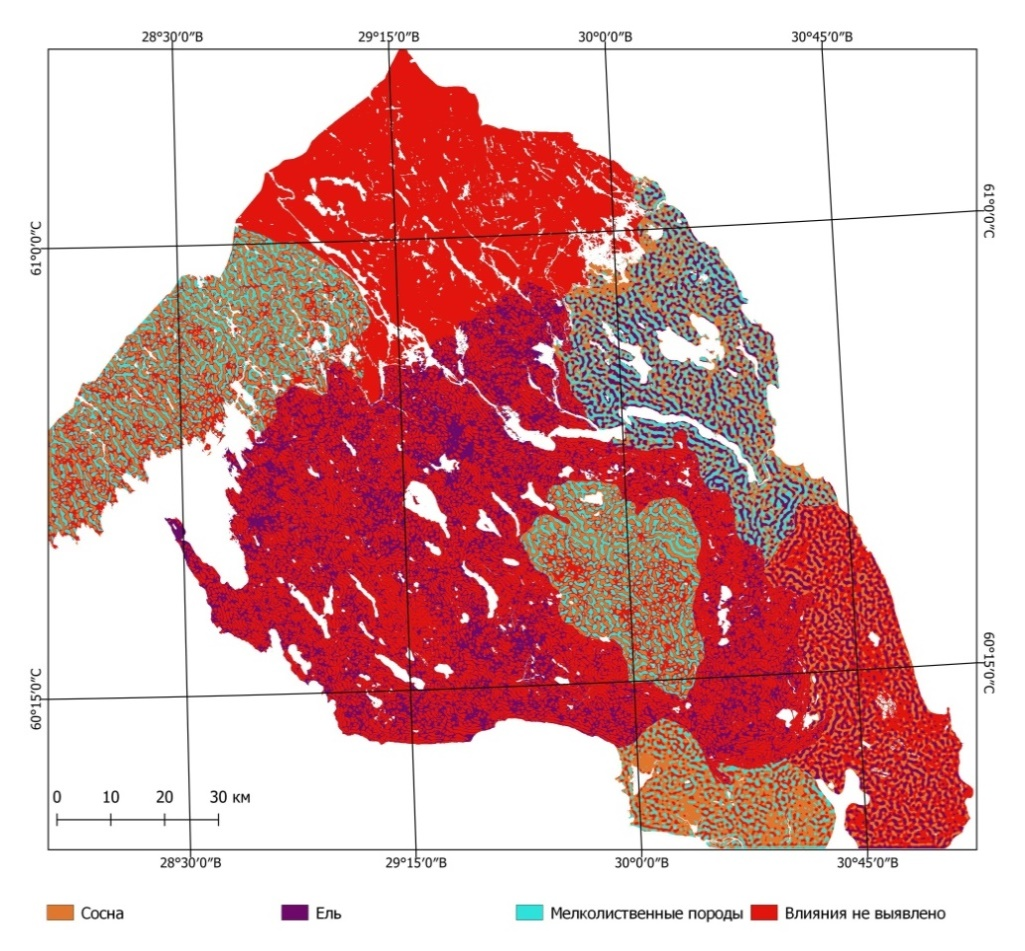 28°30'0"В 29°15'0"В 30°0'0"В 30°45'0"В
61°0'0"С
61°0'0"С
60°15'0"С
60°15'0"С
0 10 20 30 км
28°30'0"В 29°15'0"В 30°0'0"В 30°45'0"В
Сосна Ель Мелколиственные породы Влияния не выявлено